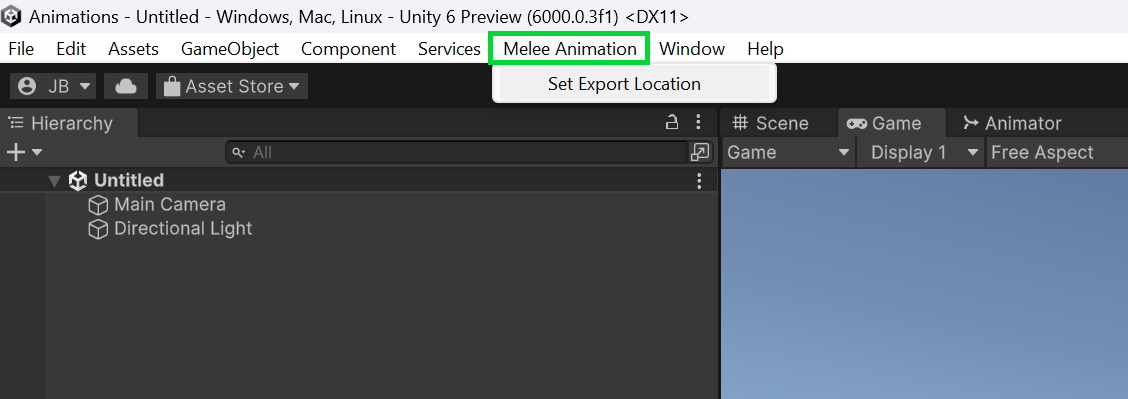 Animations - Untitled - Windows, Mac, Linux - Unity 6 Preview (6000.0.3f1) <DX11>
File Edit Assets GameObject Component Services Melee Animation Window Help
Set Export Location
JB Asset Store
Hierarchy
All
Untitled
Main Camera
Directional Light
Scene Game Animator
Game Display 1 Free Aspect